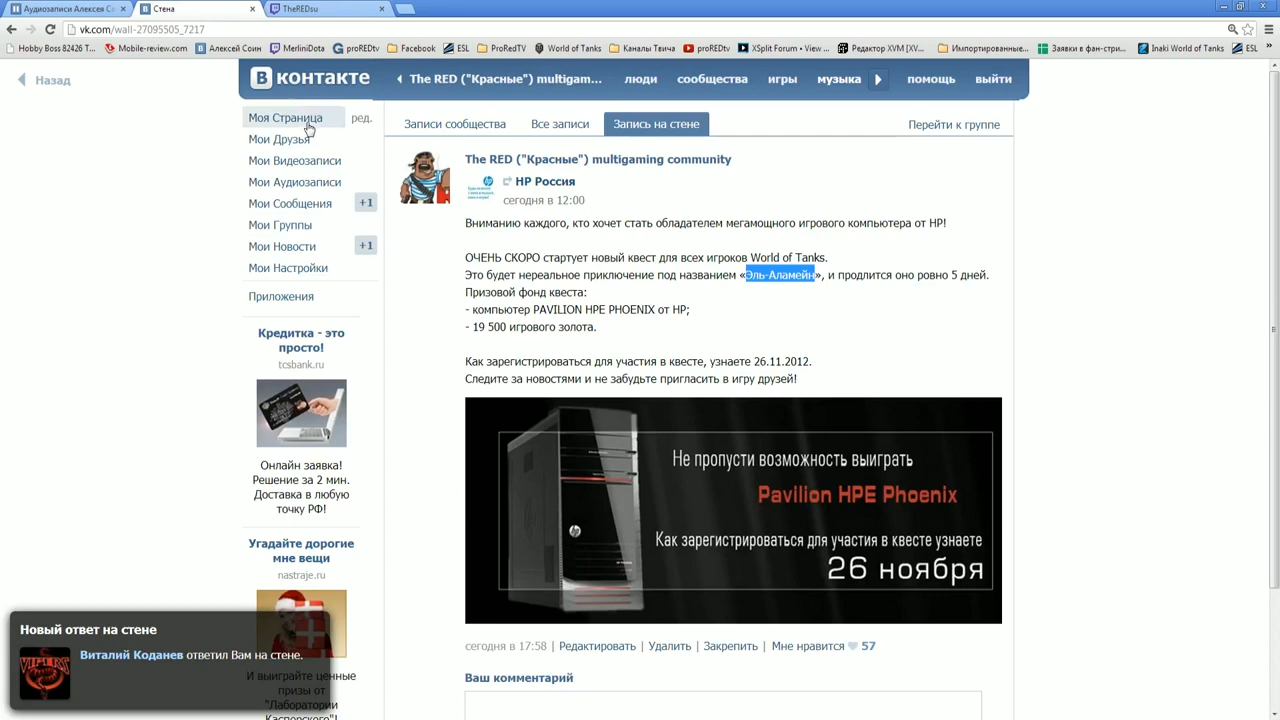 Аудиозаписи Алексея Со
Стена
TheREDsu
vk.com/wall-27095505_7217
Hobby Boss 82426 Т...
Mobile-review.com
Алексей Соин
MerliniDota
proREDtv
Facebook
ESL
ProRedTV
World of Tanks
Каналы Твича
proREDtv
XSplit Forum • View ...
Редактор XVM [XV...
Импортированные...
Заявки в фан-стри...
Inaki World of Tanks
ESL
»
Назад
В контакте
The RED ("Красные") multigam...
люди
сообщества
игры
музыка
помощь
выйти
Моя Страница
ред.
Мои Друзья
Мои Видеозаписи
Мои Аудиозаписи
Мои Сообщения
+1
Мои Группы
Мои Новости
+1
Мои Настройки
Приложения
Кредитка - это
просто!
tcsbank.ru
Онлайн заявка!
Решение за 2 мин.
Доставка в любую
точку РФ!
Угадайте дорогие
мне вещи
nastraje.ru
И выиграйте ценные
призы от
"Лаборатории
Касперского"!
Записи сообщества
Все записи
Запись на стене
Перейти к группе
The RED ("Красные") multigaming community
HP Россия
сегодня в 12:00
Вниманию каждого, кто хочет стать обладателем мегамощного игрового компьютера от HP!
ОЧЕНЬ СКОРО стартует новый квест для всех игроков World of Tanks.
Это будет нереальное приключение под названием «Эль-Аламейн», и продлится оно ровно 5 дней.
Призовой фонд квеста:
- компьютер PAVILION HPE PHOENIX от HP;
- 19 500 игрового золота.
Как зарегистрироваться для участия в квесте, узнаете 26.11.2012.
Следите за новостями и не забудьте пригласить в игру друзей!
Не пропусти возможность выиграть
Pavilion HPE Phoenix
Как зарегистрироваться для участия в квесте узнаете
26 ноября
сегодня в 17:58 | Редактировать | Удалить | Закрепить | Мне нравится 57
Ваш комментарий
Новый ответ на стене
Виталий Коданев ответил Вам на стене.